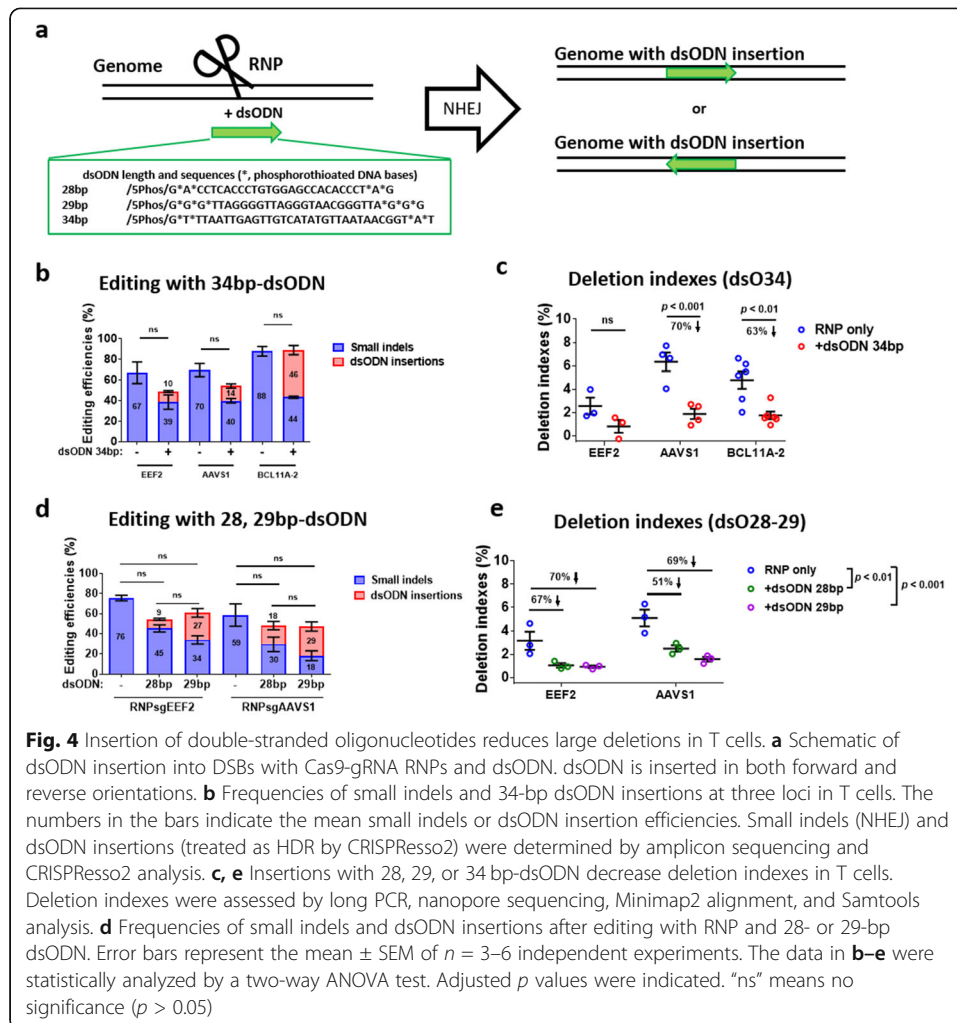 a
Genome
RNP
+ dsODN
NHEJ
Genome with dsODN insertion
or
Genome with dsODN insertion
dsODN length and sequences (*, phosphorothioated DNA bases)
28bp /5Phos/G*A*CCTCACCCTGTGGAGCCACACCCT*A*G
29bp /5Phos/G*G*G*TTAGGGGTTAGGGTAACGGGTTA*G*G*G
34bp /5Phos/G*T*TTAATTGAGTTGTCATATGTTAATAACGGT*A*T
b
Editing with 34bp-dsODN
Editing efficiencies (%)
100
80
60
40
20
0
ns
ns
ns
67
10
39
70
14
40
88
46
44
Small indels
dsODN insertions
dsODN 34bp: - + - + - +
EEF2 AAVS1 BCL11A-2
c
Deletion indexes (dsO34)
Deletion indexes (%)
10
8
6
4
2
0
ns
p < 0.001
70% ↓
p < 0.01
63% ↓
RNP only
+dsODN 34bp
EEF2 AAVS1 BCL11A-2
d
Editing with 28, 29bp-dsODN
Editing efficiencies (%)
100
80
60
40
20
0
ns
ns
ns
ns
ns
ns
76
9
45
27
34
59
18
30
29
18
Small indels
dsODN insertions
dsODN: - 28bp 29bp - 28bp 29bp
RNPsgEEF2 RNPsgAAVS1
e
Deletion indexes (dsO28-29)
Deletion indexes (%)
10
8
6
4
2
0
70% ↓
67% ↓
69% ↓
51% ↓
RNP only
+dsODN 28bp
+dsODN 29bp
p < 0.01
p < 0.001
EEF2 AAVS1
Fig. 4 Insertion of double-stranded oligonucleotides reduces large deletions in T cells. a Schematic of
dsODN insertion into DSBs with Cas9-gRNA RNPs and dsODN. dsODN is inserted in both forward and
reverse orientations. b Frequencies of small indels and 34-bp dsODN insertions at three loci in T cells. The
numbers in the bars indicate the mean small indels or dsODN insertion efficiencies. Small indels (NHEJ) and
dsODN insertions (treated as HDR by CRISPResso2) were determined by amplicon sequencing and
CRISPResso2 analysis. c, e Insertions with 28, 29, or 34 bp-dsODN decrease deletion indexes in T cells.
Deletion indexes were assessed by long PCR, nanopore sequencing, Minimap2 alignment, and Samtools
analysis. d Frequencies of small indels and dsODN insertions after editing with RNP and 28- or 29-bp
dsODN. Error bars represent the mean ± SEM of n = 3–6 independent experiments. The data in b–e were
statistically analyzed by a two-way ANOVA test. Adjusted p values were indicated. “ns” means no
significance (p > 0.05)